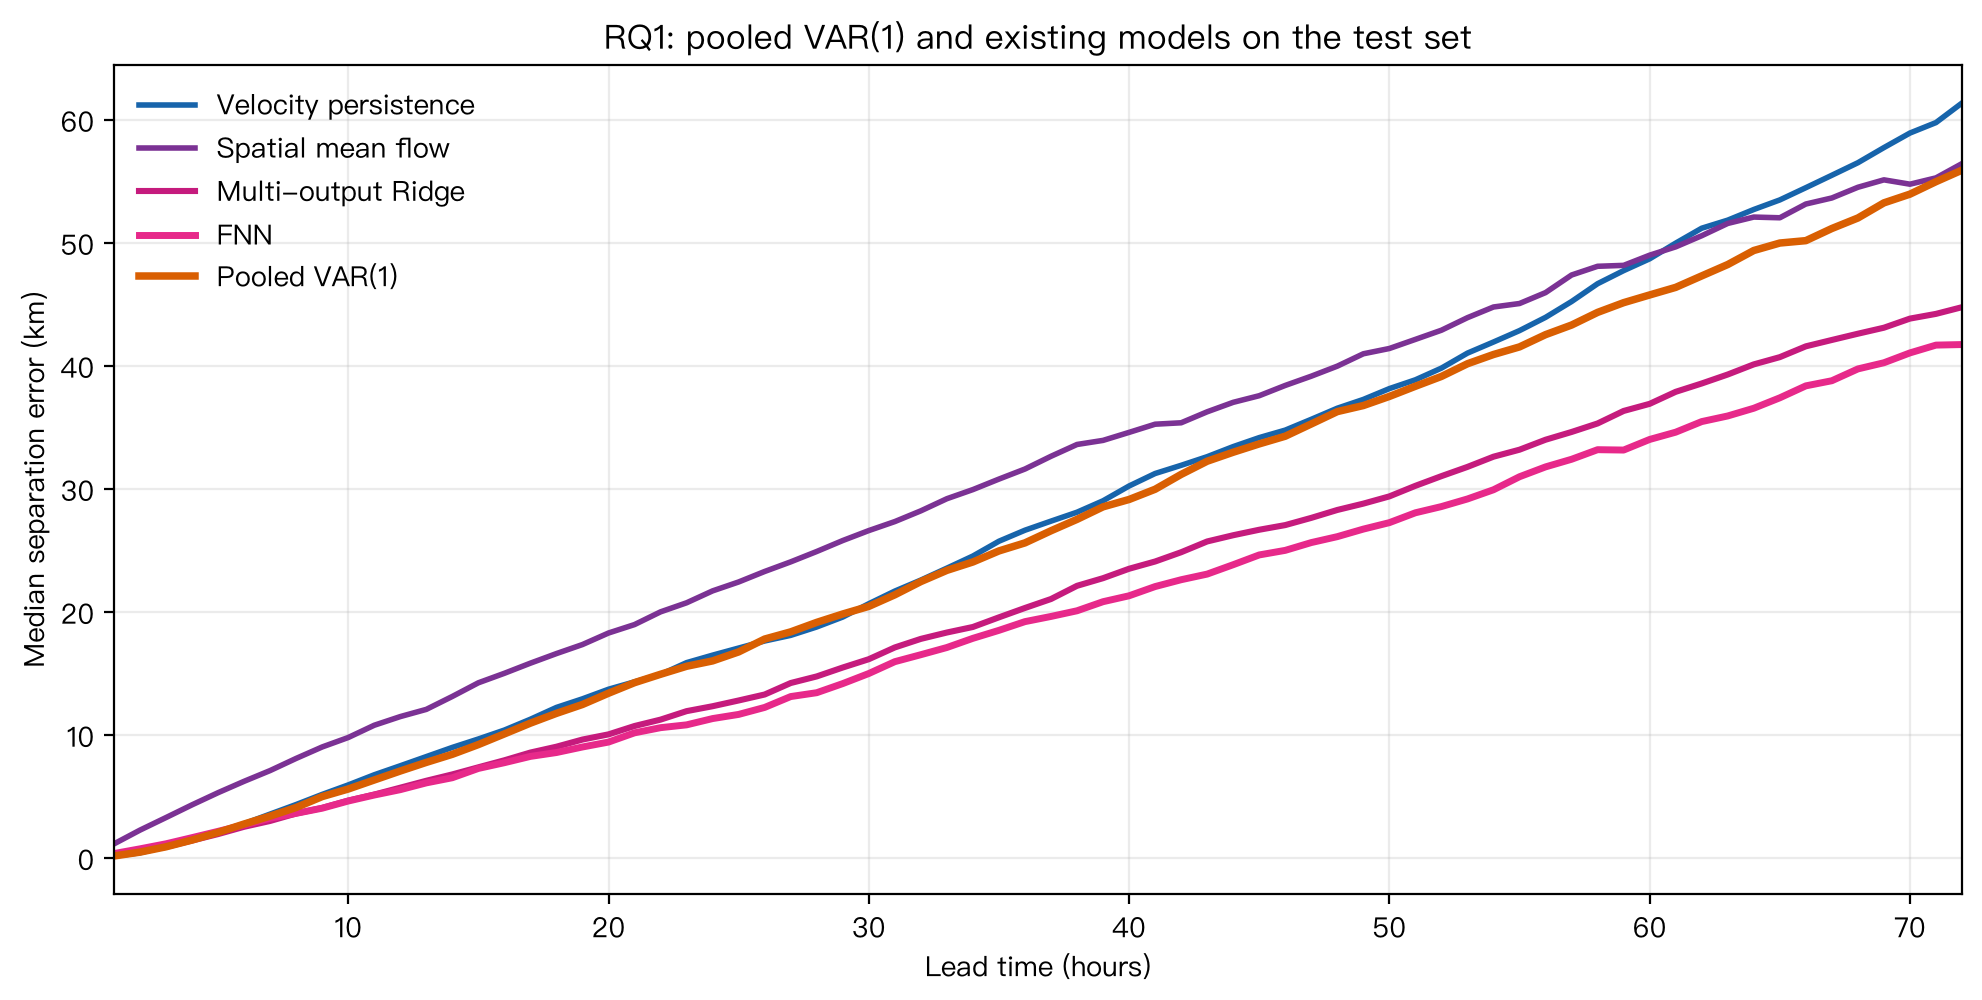 RQ1: pooled VAR(1) and existing models on the test set
Velocity persistence
Spatial mean flow
Multi−output Ridge
FNN
Pooled VAR(1)
Median separation error (km)
60
50
40
30
20
10
0
10 20 30 40 50 60 70
Lead time (hours)